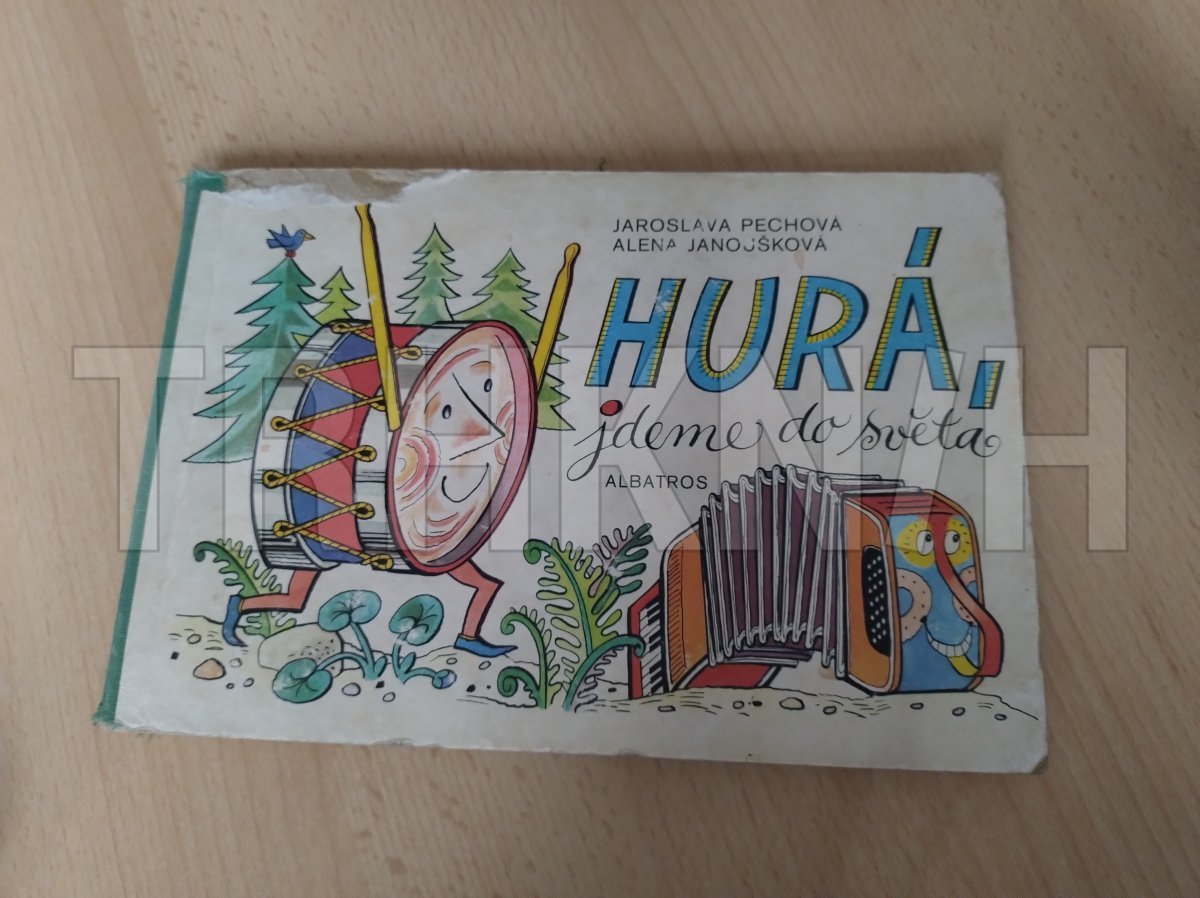 JAROSLAVA PECHOVÁ
ALENA JANOUŠKOVÁ
HURÁ,
jdeme do světa
ALBATROS